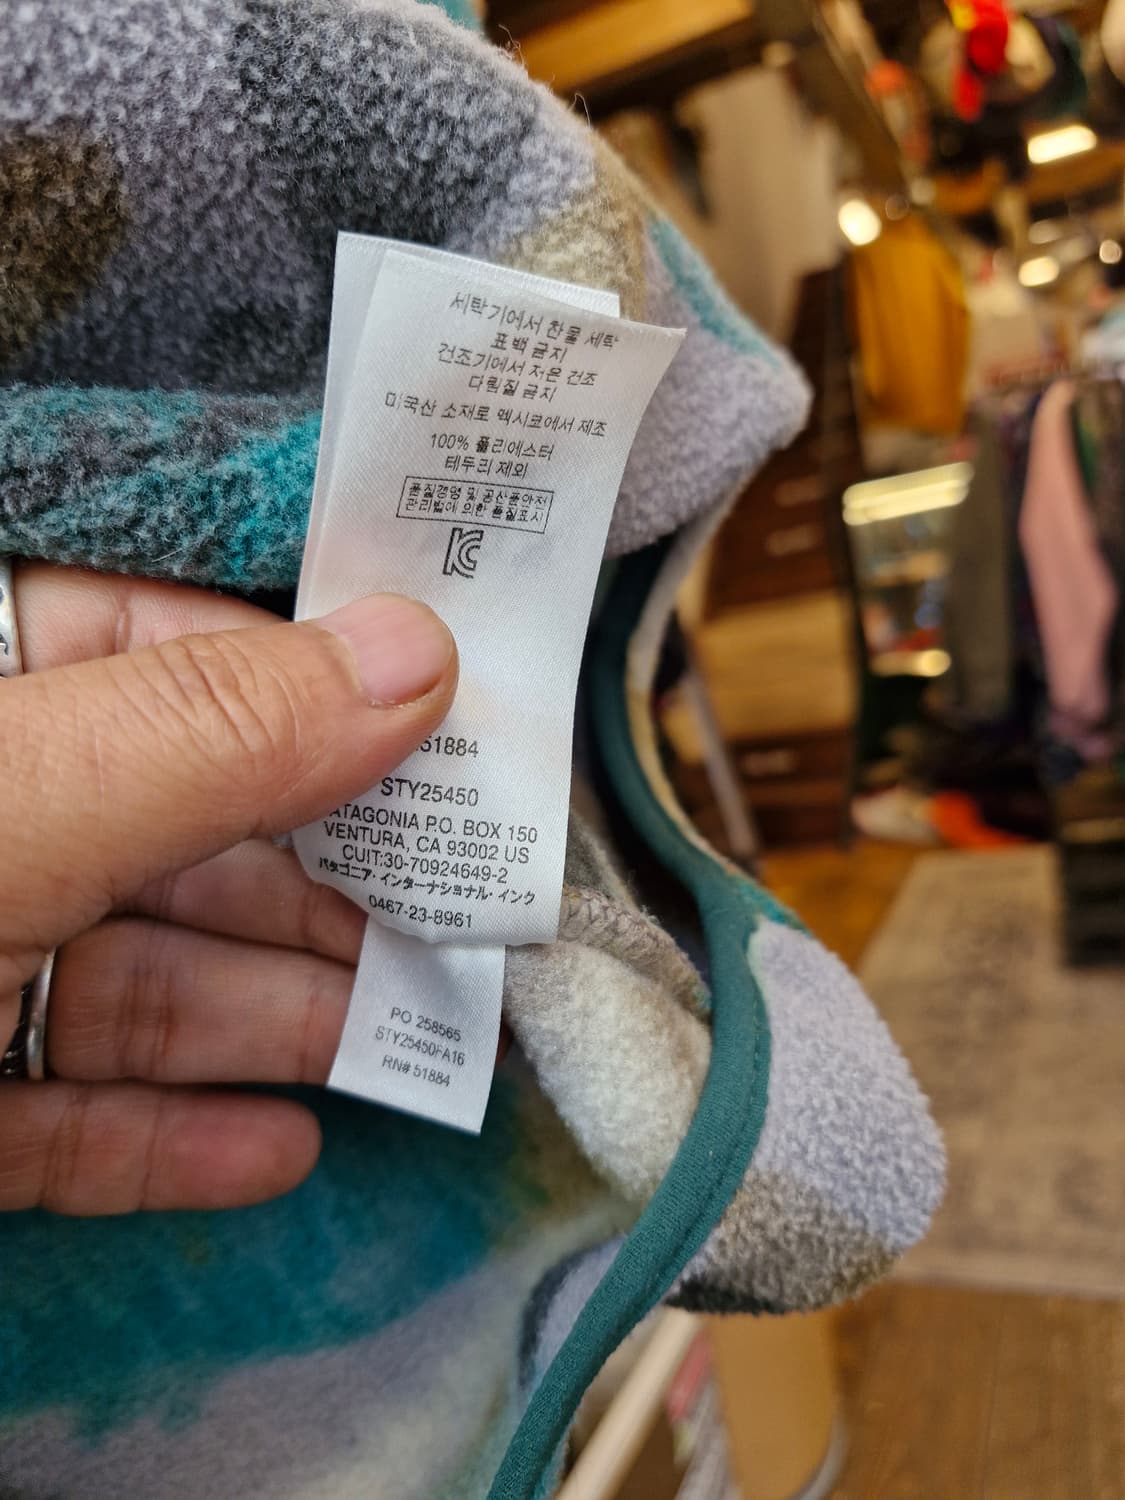 세탁기에서 찬물 세탁
표백 금지
건조기에서 저온 건조
다림질 금지
미국산 소재로 멕시코에서 제조
100% 폴리에스터
테두리 제외
품질경영 및 공산품안전
관리법에 의한 품질표시
KC
51884
STY25450
ATAGONIA P.O. BOX 150
VENTURA, CA 93002 US
CUIT:30-70924649-2
パタゴニア・インターナショナル・インク
0467-23-8961
PO 258565
STY25450FA16
RN# 51884